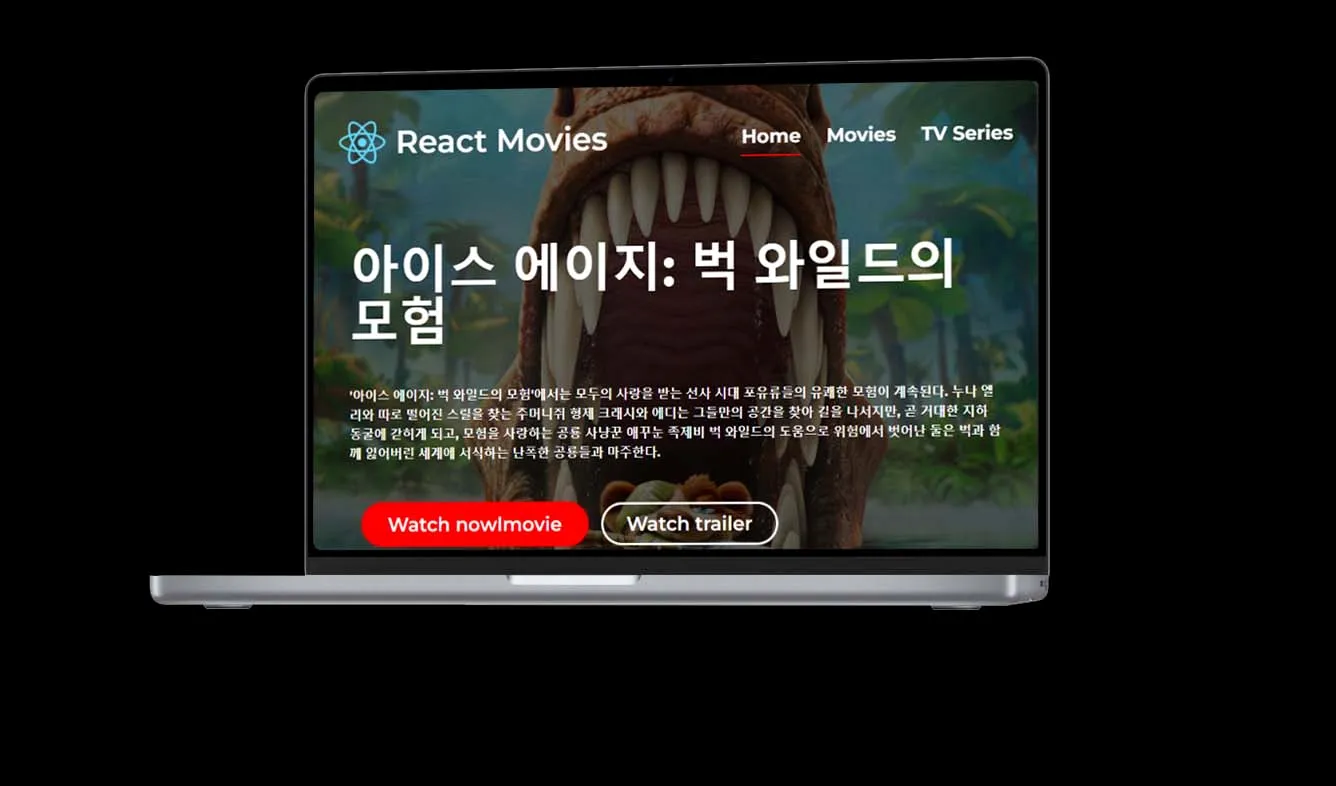 React Movies
Home Movies TV Series
아이스 에이지: 벅 와일드의
모험
'아이스 에이지: 벅 와일드의 모험'에서는 모두의 사랑을 받는 선사 시대 포유류들의 유쾌한 모험이 계속된다. 누나 엘
리와 따로 떨어진 스릴을 찾는 주머니쥐 형제 크래시와 에디는 그들만의 공간을 찾아 길을 나서지만, 곧 거대한 지하
동굴에 갇히게 되고, 모험을 사랑하는 공룡 사냥꾼 애꾸눈 족제비 벅 와일드의 도움으로 위험에서 벗어난 둘은 벅과 함
께 잃어버린 세계에 서식하는 난폭한 공룡들과 마주한다.
Watch nowlmovie Watch trailer